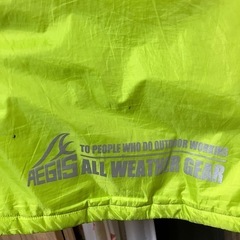 TO PEOPLE WHO DO OUTDOOR WORKING
AEGIS ALL WEATHER GEAR